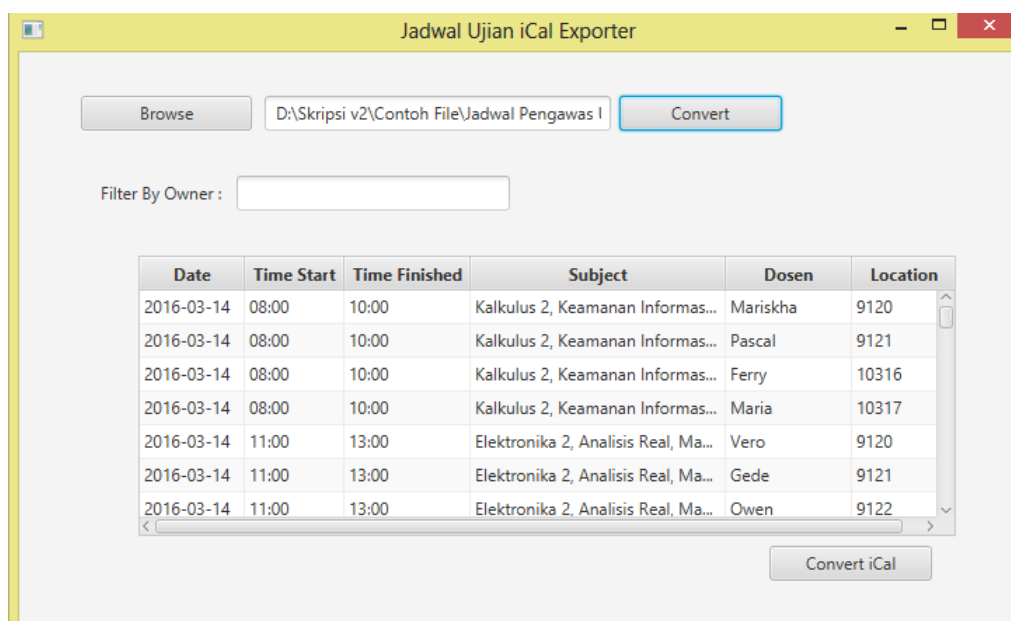 Jadwal Ujian iCal Exporter
Browse D:\Skripsi v2\Contoh File\Jadwal Pengawas Convert
Filter By Owner :
Date Time Start Time Finished Subject Dosen Location
2016-03-14 08:00 10:00 Kalkulus 2, Keamanan Informas... Mariskha 9120
2016-03-14 08:00 10:00 Kalkulus 2, Keamanan Informas... Pascal 9121
2016-03-14 08:00 10:00 Kalkulus 2, Keamanan Informas... Ferry 10316
2016-03-14 08:00 10:00 Kalkulus 2, Keamanan Informas... Maria 10317
2016-03-14 11:00 13:00 Elektronika 2, Analisis Real, Ma... Vero 9120
2016-03-14 11:00 13:00 Elektronika 2, Analisis Real, Ma... Gede 9121
2016-03-14 11:00 13:00 Elektronika 2, Analisis Real, Ma... Owen 9122
Convert iCal